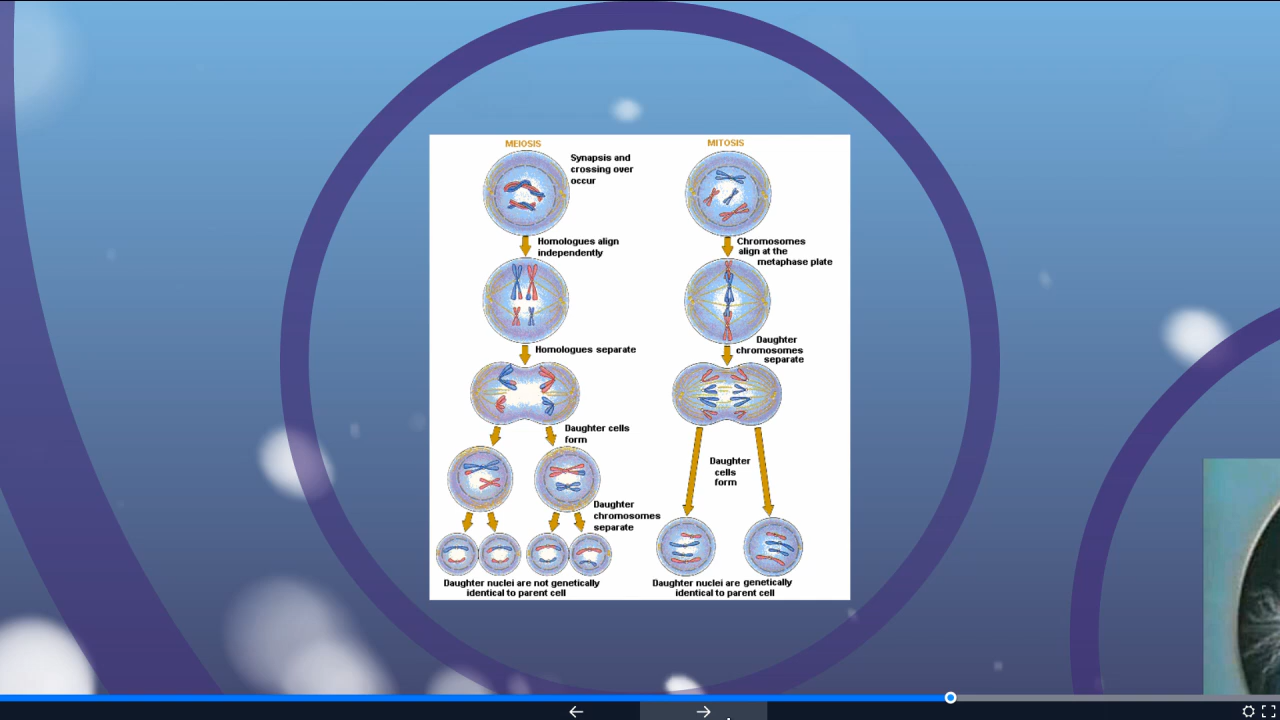 MEIOSIS
Synapsis and
crossing over
occur
Homologues align
independently
Homologues separate
Daughter cells
form
Daughter
chromosomes
separate
Daughter nuclei are not genetically
identical to parent cell
MITOSIS
Chromosomes
align at the
metaphase plate
Daughter
chromosomes
separate
Daughter
cells
form
Daughter nuclei are genetically
identical to parent cell